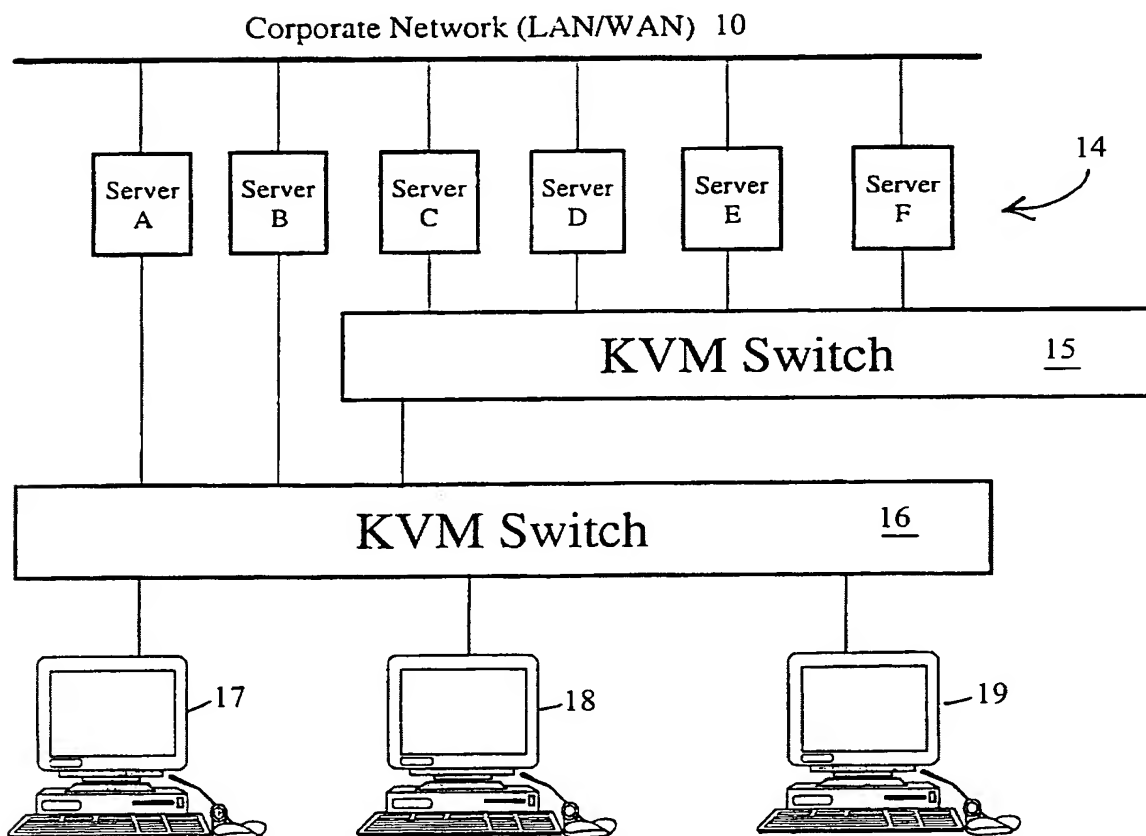 Corporate Network (LAN/WAN) 10
14
Server A
Server B
Server C
Server D
Server E
Server F
KVM Switch 15
KVM Switch 16
17
18
19